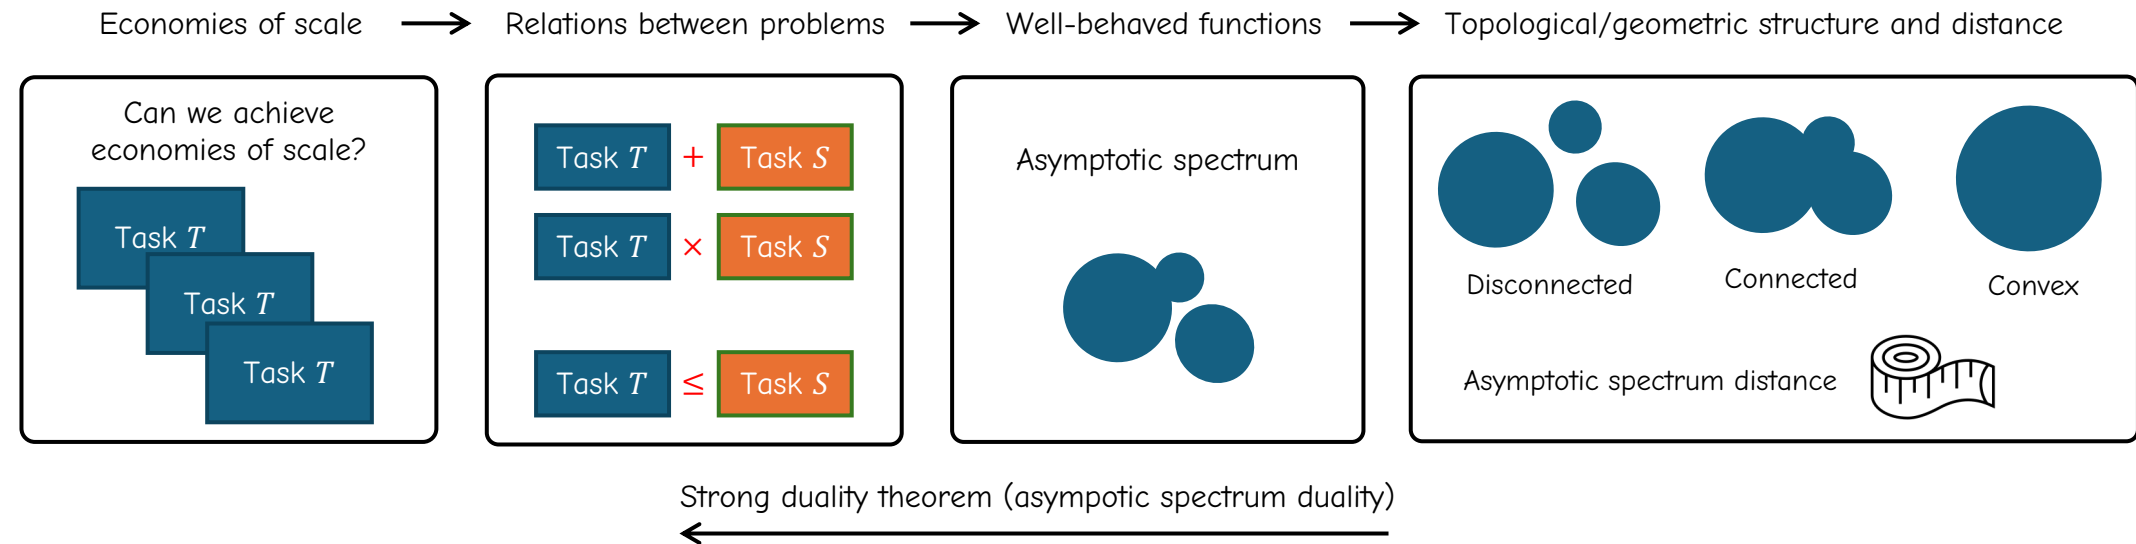 Economies of scale → Relations between problems → Well-behaved functions → Topological/geometric structure and distance
Can we achieve
economies of scale?
Task T
Task T
Task T
Task T + Task S
Task T × Task S
Task T ≤ Task S
Asymptotic spectrum
Disconnected
Connected
Convex
Asymptotic spectrum distance
Strong duality theorem (asympotic spectrum duality)